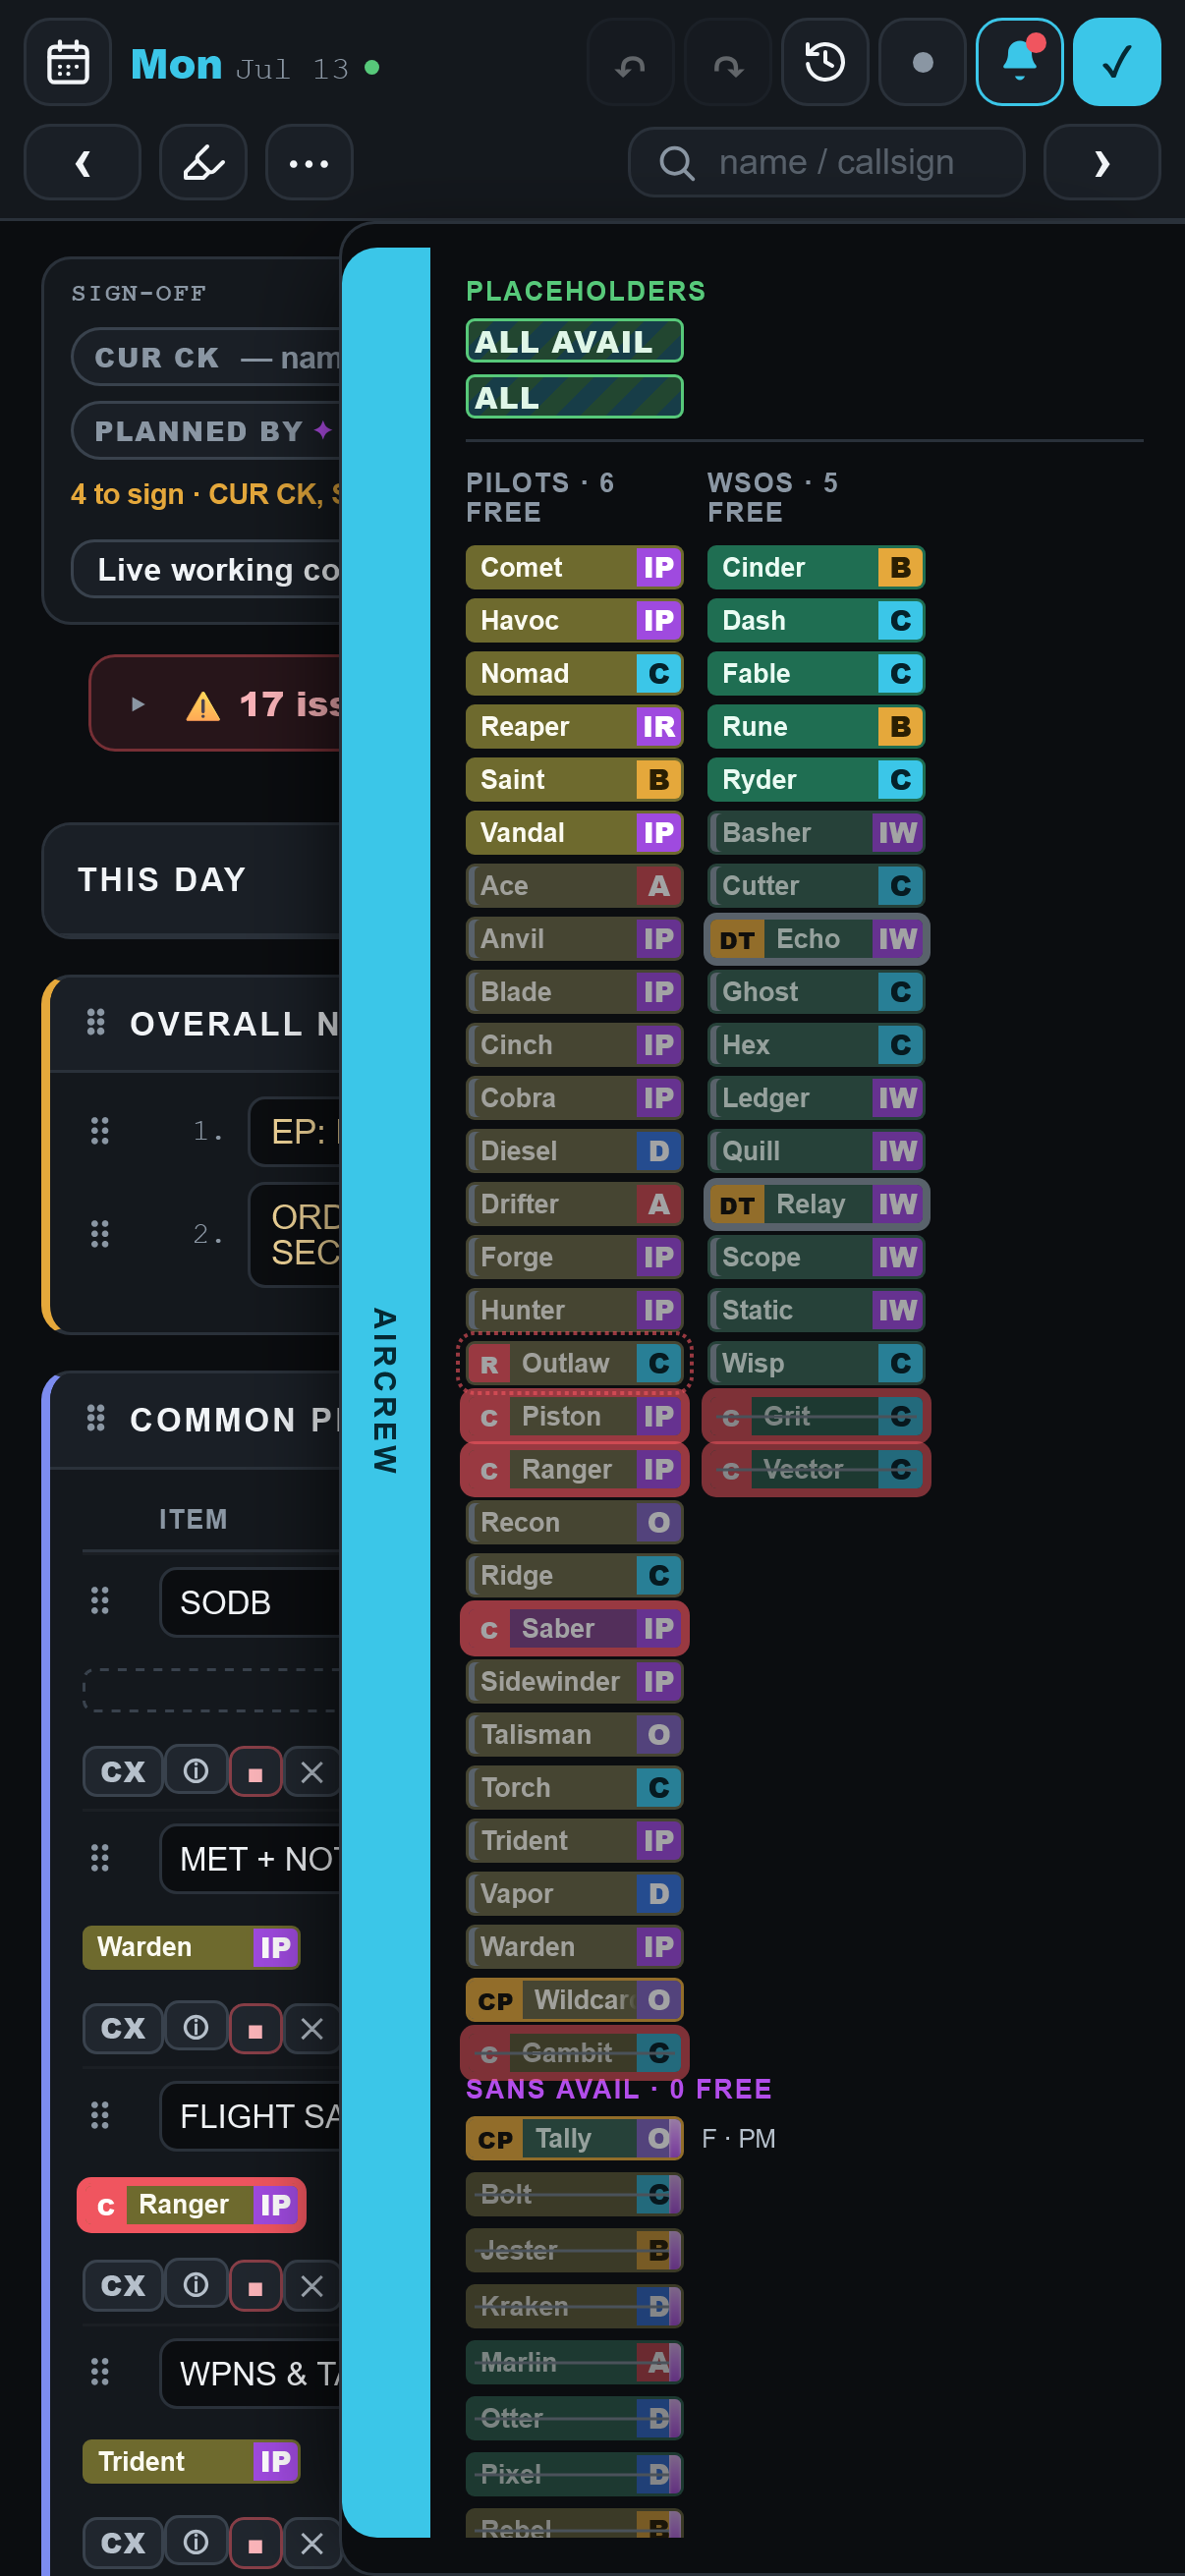 Mon Jul 13
name / callsign
SIGN-OFF
CUR CK — nam
PLANNED BY
4 to sign · CUR CK, S
Live working co
17 iss
THIS DAY
OVERALL N
1. EP:
2. ORD
SEC
COMMON P
ITEM
SODB
CX
MET + NOT
Warden IP
CX
FLIGHT SA
C Ranger IP
CX
WPNS & TA
Trident IP
CX
AIRCREW
PLACEHOLDERS
ALL AVAIL
ALL
PILOTS · 6 FREE
Comet IP
Havoc IP
Nomad C
Reaper IR
Saint B
Vandal IP
Ace A
Anvil IP
Blade IP
Cinch IP
Cobra IP
Diesel D
Drifter A
Forge IP
Hunter IP
R Outlaw C
C Piston IP
C Ranger IP
Recon O
Ridge C
C Saber IP
Sidewinder IP
Talisman O
Torch C
Trident IP
Vapor D
Warden IP
CP Wildcar O
C Gambit C
WSOS · 5 FREE
Cinder B
Dash C
Fable C
Rune B
Ryder C
Basher IW
Cutter C
DT Echo IW
Ghost C
Hex C
Ledger IW
Quill IW
DT Relay IW
Scope IW
Static IW
Wisp C
C Grit C
C Vector C
SANS AVAIL · 0 FREE
CP Tally O F · PM
Bolt C
Jester B
Kraken D
Marlin A
Otter D
Pixel D
Rebel B